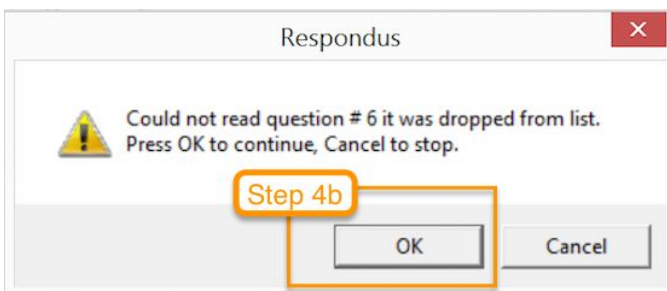 Respondus
Could not read question # 6 it was dropped from list.
Press OK to continue, Cancel to stop.
Step 4b
OK
Cancel